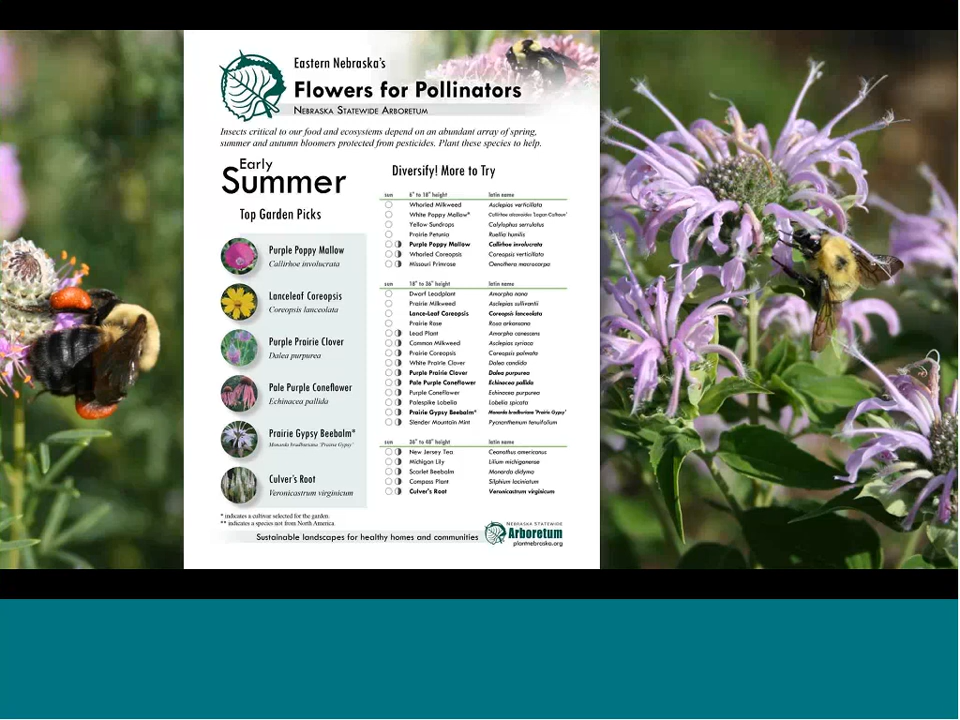 Eastern Nebraska's
Flowers for Pollinators
Nebraska Statewide Arboretum
Insects critical to our food and ecosystems depend on an abundant array of spring,
summer and autumn bloomers protected from pesticides. Plant these species to help.
Early
Summer
Top Garden Picks
Purple Poppy Mallow
Callirhoe involucrata
Lanceleaf Coreopsis
Coreopsis lanceolata
Purple Prairie Clover
Dalea purpurea
Pale Purple Coneflower
Echinacea pallida
Prairie Gypsy Beebalm*
Monarda bradburiana 'Prairie Gypsy'
Culver's Root
Veronicastrum virginicum
Diversify! More to Try
sun 6" to 18" height latin name
Whorled Milkweed Asclepias verticillata
White Poppy Mallow* Callirhoe alcaeoides 'Logan Calhoun'
Yellow Sundrops Calylophus serrulatus
Prairie Petunia Ruellia humilis
Purple Poppy Mallow Callirhoe involucrata
Whorled Coreopsis Coreopsis verticillata
Missouri Primrose Oenothera macrocarpa
sun 18" to 36" height latin name
Dwarf Leadplant Amorpha nana
Prairie Milkweed Asclepias sullivantii
Lance-Leaf Coreopsis Coreopsis lanceolata
Prairie Rose Rosa arkansana
Lead Plant Amorpha canescens
Common Milkweed Asclepias syriaca
Prairie Coreopsis Coreopsis palmata
White Prairie Clover Dalea candida
Purple Prairie Clover Dalea purpurea
Pale Purple Coneflower Echinacea pallida
Purple Coneflower Echinacea purpurea
Palespike Lobelia Lobelia spicata
Prairie Gypsy Beebalm* Monarda bradburiana 'Prairie Gypsy'
Slender Mountain Mint Pycnanthemum tenuifolium
sun 36" to 48" height latin name
New Jersey Tea Ceanothus americanus
Michigan Lily Lilium michiganense
Scarlet Beebalm Monarda didyma
Compass Plant Silphium laciniatum
Culver's Root Veronicastrum virginicum
* indicates a cultivar selected for the garden.
** indicates a species not from North America.
Sustainable landscapes for healthy homes and communities
Nebraska Statewide
Arboretum
plantnebraska.org